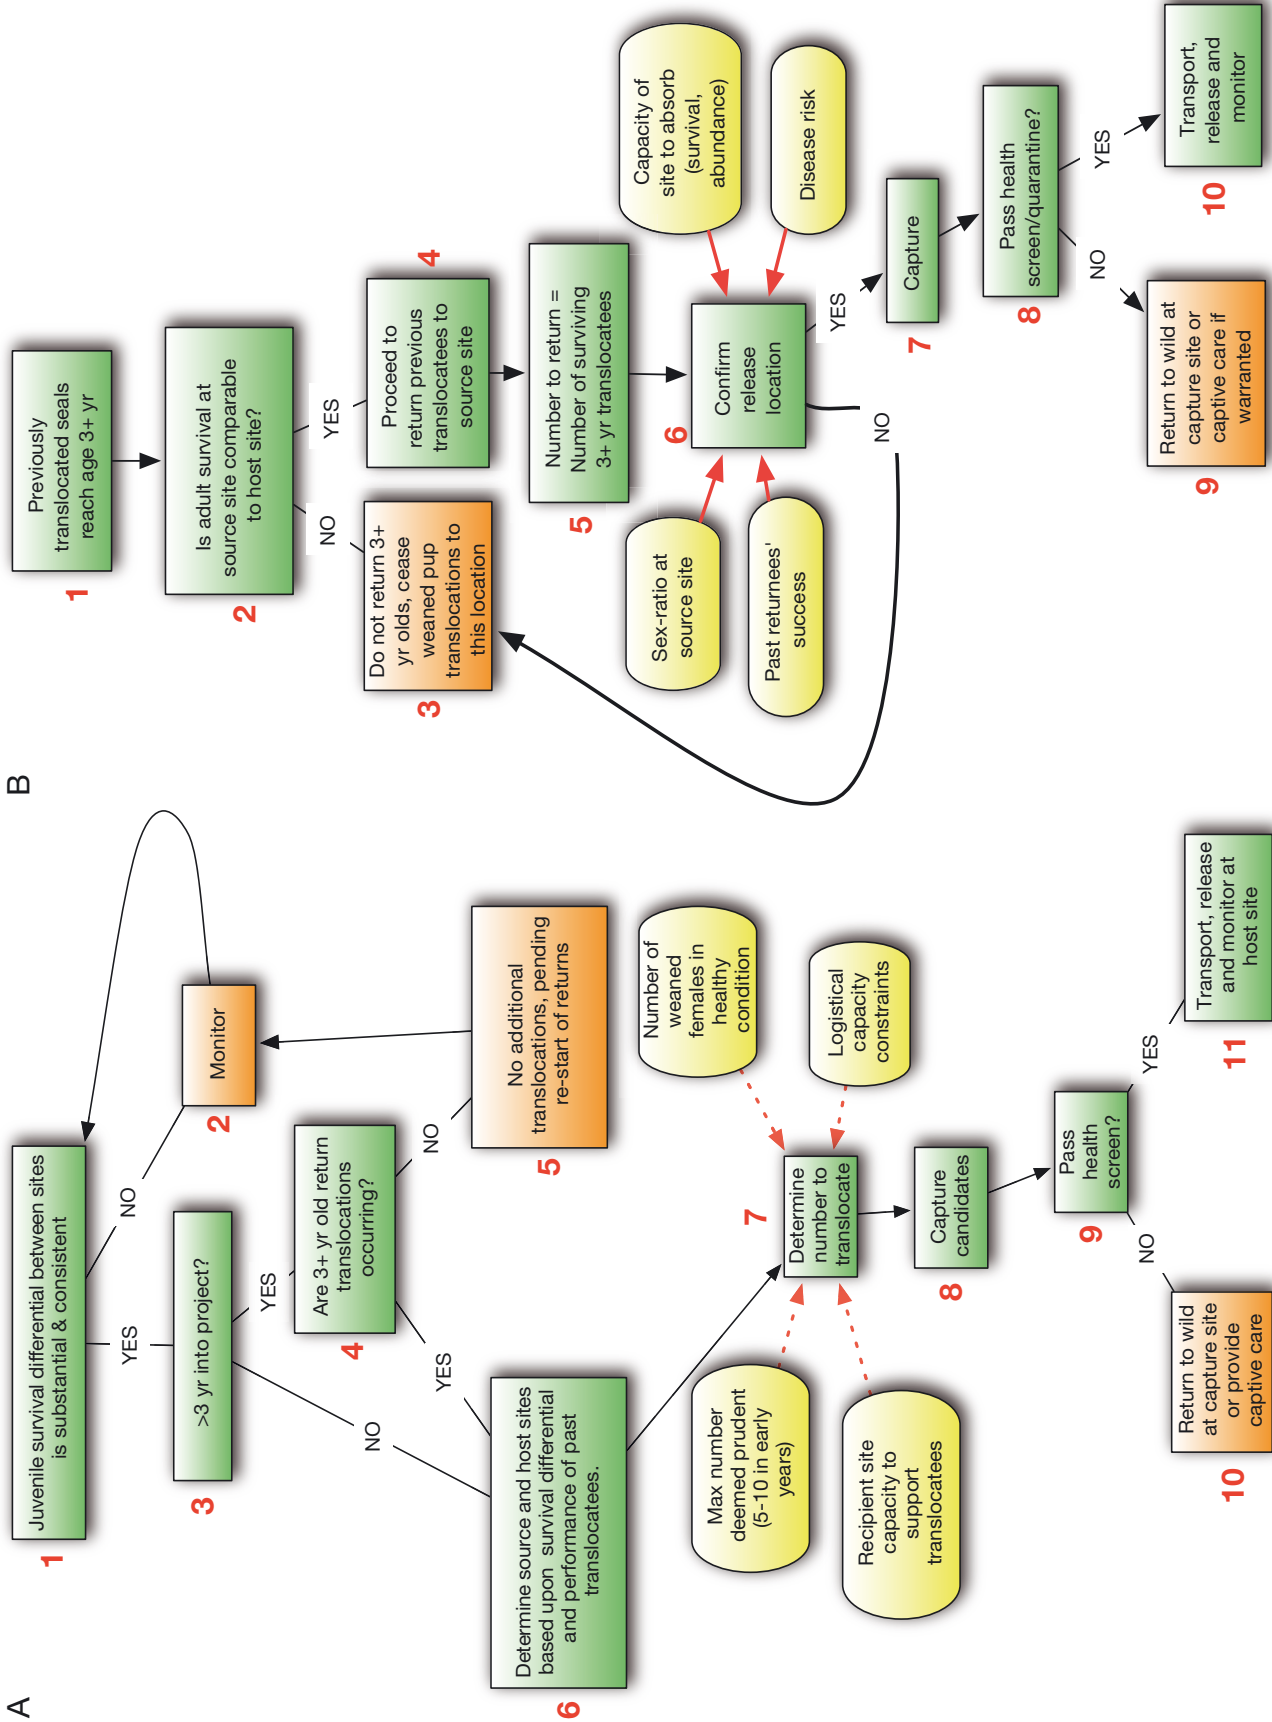 A
1
Juvenile survival differential between sites
is substantial & consistent
YES
NO
2
Monitor
3
>3 yr into project?
YES
NO
4
Are 3+ yr old return
translocations
occurring?
YES
NO
5
No additional
translocations, pending
re-start of returns
6
Determine source and host sites
based upon survival differential
and performance of past
translocatees.
Max number
deemed prudent
(5-10 in early
years)
Recipient site
capacity to
support
translocatees
7
Determine
number to
translocate
Number of
weaned
females in
healthy
condition
Logistical
capacity
constraints
8
Capture
candidates
9
Pass
health
screen?
NO
YES
10
Return to wild
at capture site
or provide
captive care
11
Transport, release
and monitor at
host site
B
1
Previously
translocated seals
reach age 3+ yr
2
Is adult survival at
source site comparable
to host site?
NO
YES
3
Do not return 3+
yr olds, cease
weaned pup
translocations to
this location
4
Proceed to
return previous
translocatees to
source site
5
Number to return =
Number of surviving
3+ yr translocatees
Sex-ratio at
source site
Past returnees'
success
6
Confirm
release
location
Capacity of
site to absorb
(survival,
abundance)
Disease risk
NO
YES
7
Capture
8
Pass health
screen/quarantine?
NO
YES
9
Return to wild at
capture site or
captive care if
warranted
10
Transport,
release and
monitor